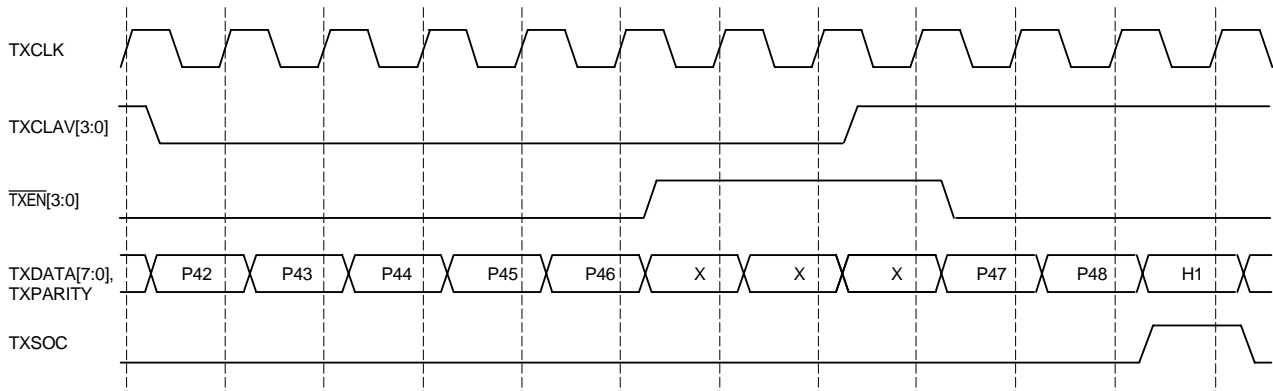 TXCLK
TXCLAV[3:0]
TXEN[3:0]
TXDATA[7:0],
TXPARITY
P42 P43 P44 P45 P46 X X X P47 P48 H1
TXSOC